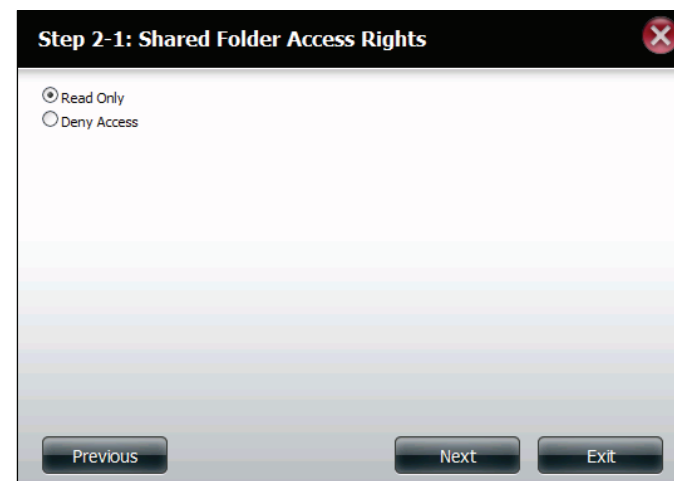 Step 2-1: Shared Folder Access Rights
Read Only
Deny Access
Previous Next Exit